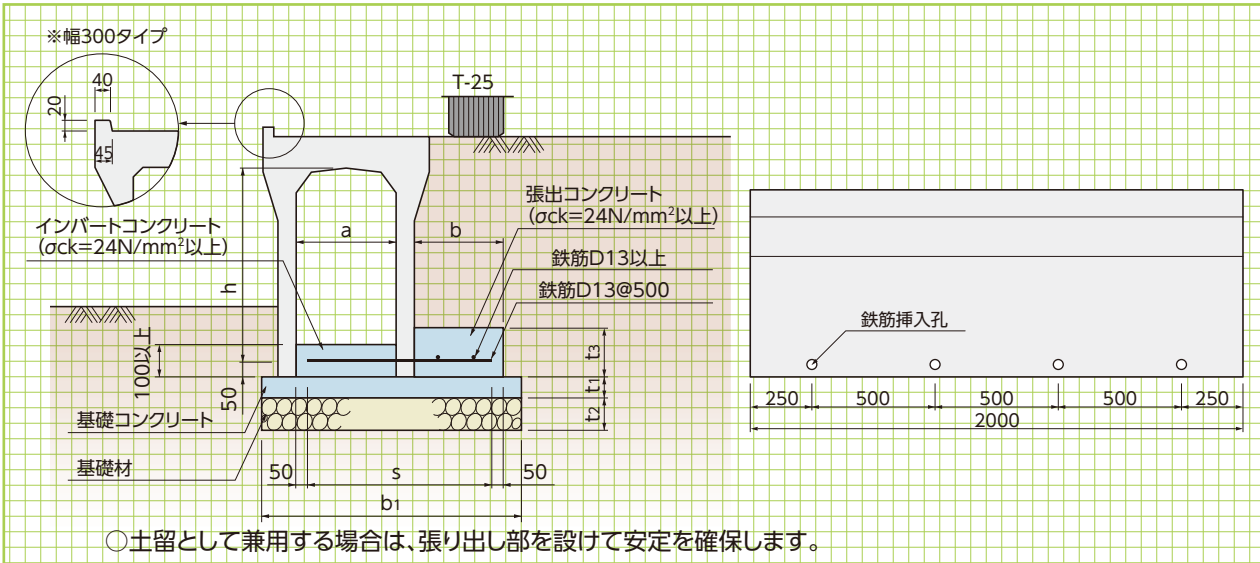 ※幅300タイプ
40
20
45
T-25
張出コンクリート
(σck=24N/mm²以上)
インバートコンクリート
(σck=24N/mm²以上)
a
b
鉄筋D13以上
鉄筋D13@500
h
100以上
50
t3
t1
t2
基礎コンクリート
基礎材
50
s
50
b1
鉄筋挿入孔
250
500
500
500
250
2000
○土留として兼用する場合は、張り出し部を設けて安定を確保します。